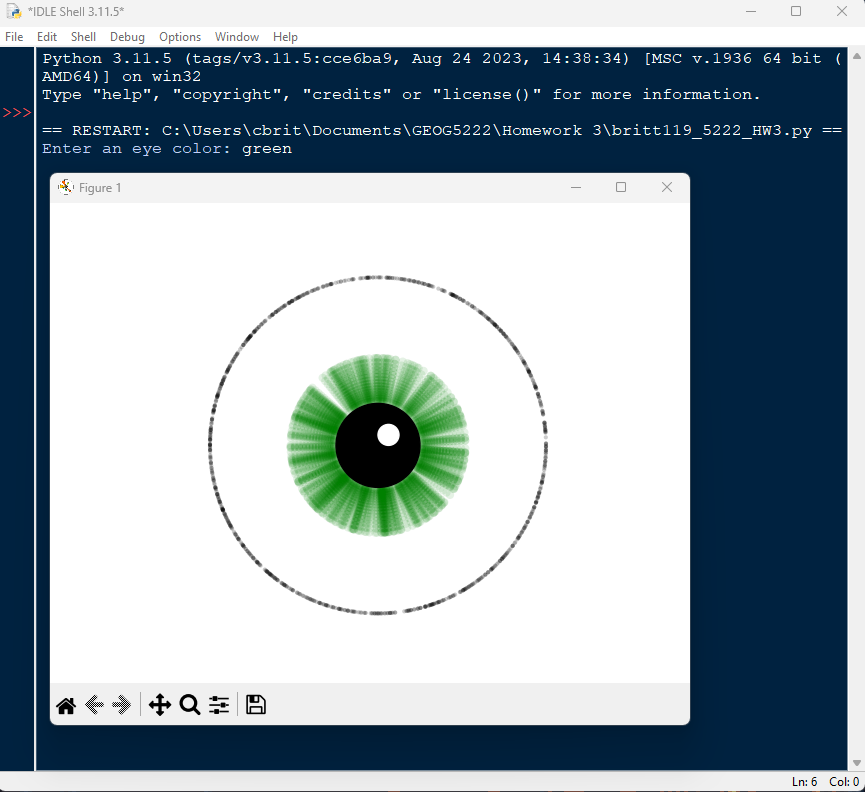 *IDLE Shell 3.11.5*
File Edit Shell Debug Options Window Help
Python 3.11.5 (tags/v3.11.5:cce6ba9, Aug 24 2023, 14:38:34) [MSC v.1936 64 bit (
AMD64)] on win32
Type "help", "copyright", "credits" or "license()" for more information.
>>>
== RESTART: C:\Users\cbrit\Documents\GEOG5222\Homework 3\britt119_5222_HW3.py ==
Enter an eye color: green
Figure 1
Ln: 6 Col: 0